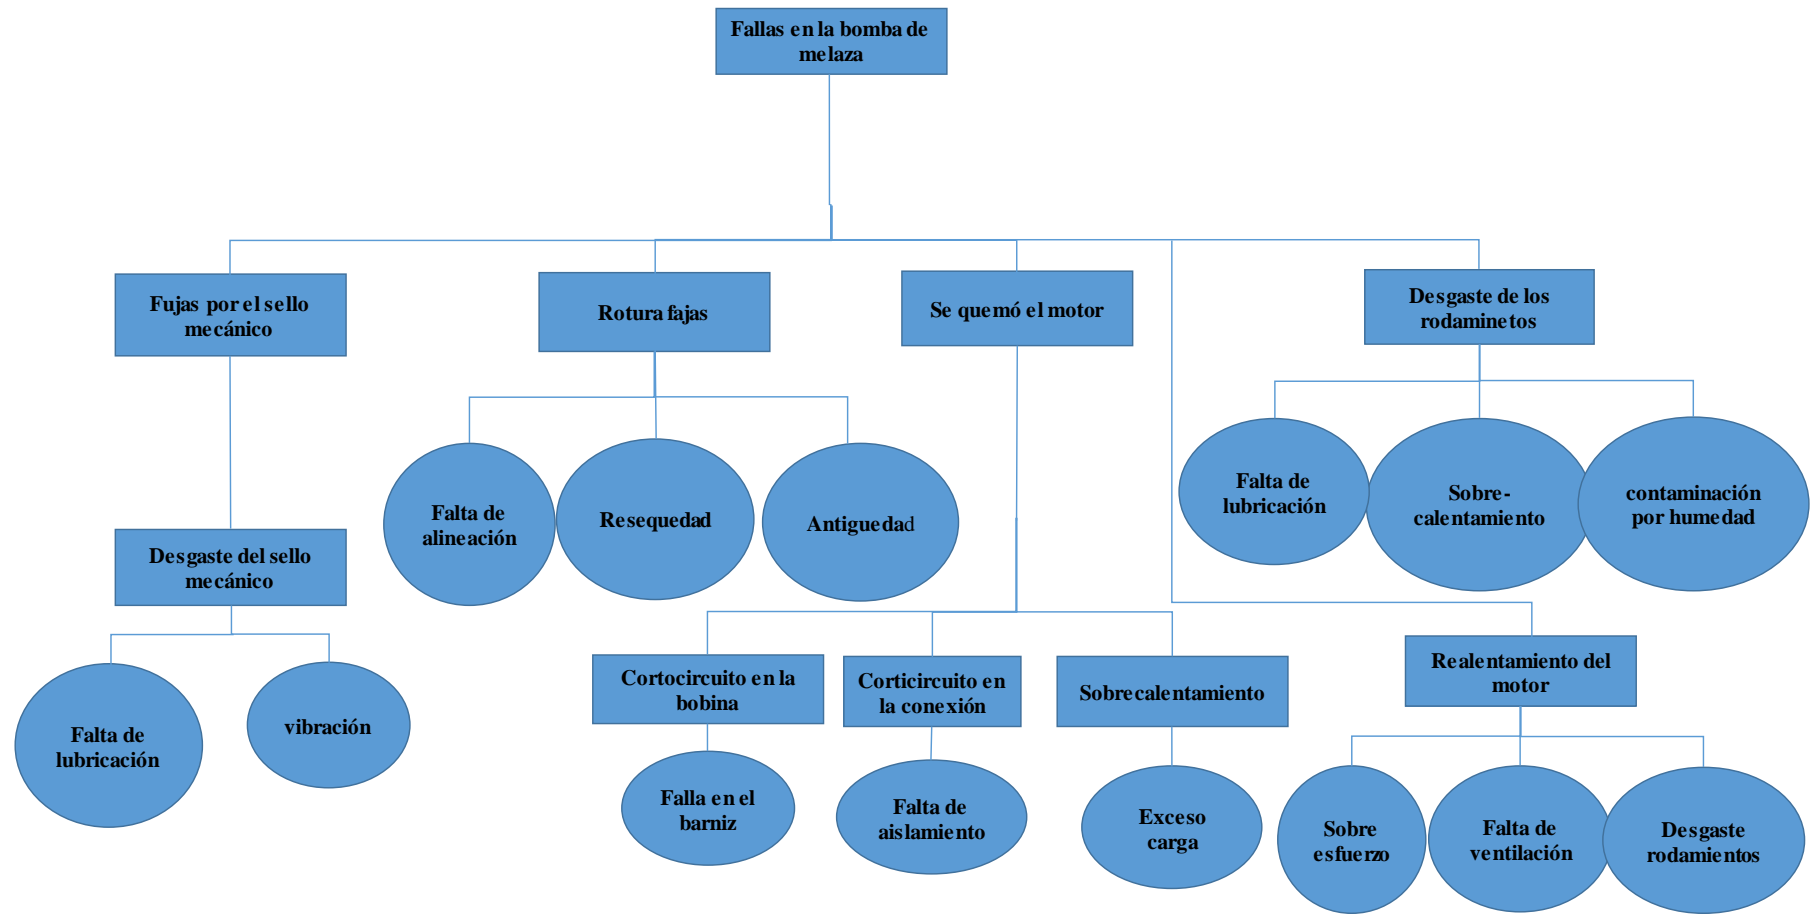 Fallas en la bomba de
melaza
Fujas por el sello
mecánico
Rotura fajas
Se quemó el motor
Desgaste de los
rodaminetos
Falta de
alineación
Resequedad
Antiguedad
Falta de
lubricación
Sobre-
calentamiento
contaminación
por humedad
Desgaste del sello
mecánico
Falta de
lubricación
vibración
Cortocircuito en la
bobina
Corticircuito en
la conexión
Sobrecalentamiento
Realentamiento del
motor
Falla en el
barniz
Falta de
aislamiento
Exceso
carga
Sobre
esfuerzo
Falta de
ventilación
Desgaste
rodamientos